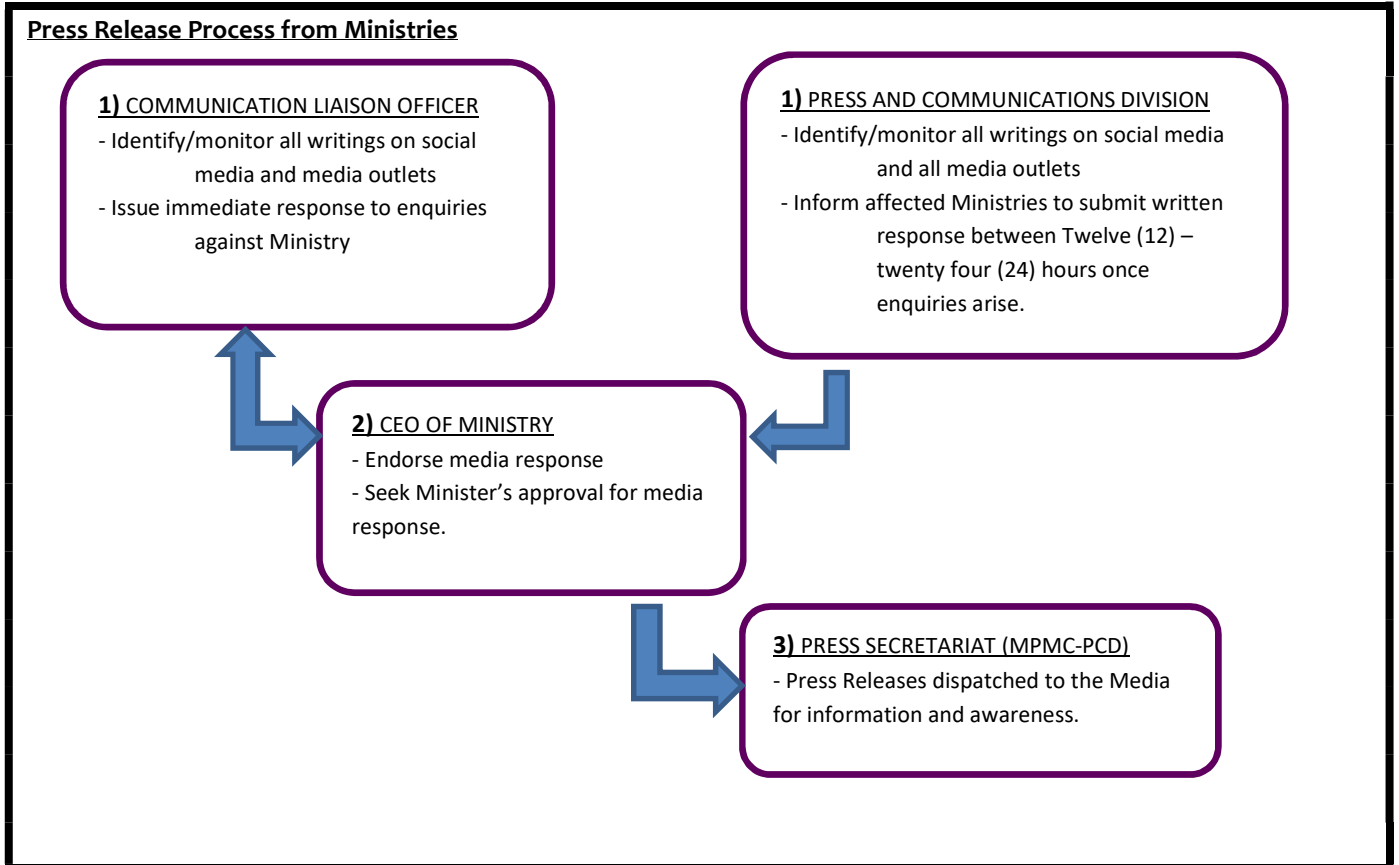 Press Release Process from Ministries
1) COMMUNICATION LIAISON OFFICER
- Identify/monitor all writings on social
media and media outlets
- Issue immediate response to enquiries
against Ministry
1) PRESS AND COMMUNICATIONS DIVISION
- Identify/monitor all writings on social media
and all media outlets
- Inform affected Ministries to submit written
response between Twelve (12) –
twenty four (24) hours once
enquiries arise.
2) CEO OF MINISTRY
- Endorse media response
- Seek Minister’s approval for media
response.
3) PRESS SECRETARIAT (MPMC-PCD)
- Press Releases dispatched to the Media
for information and awareness.